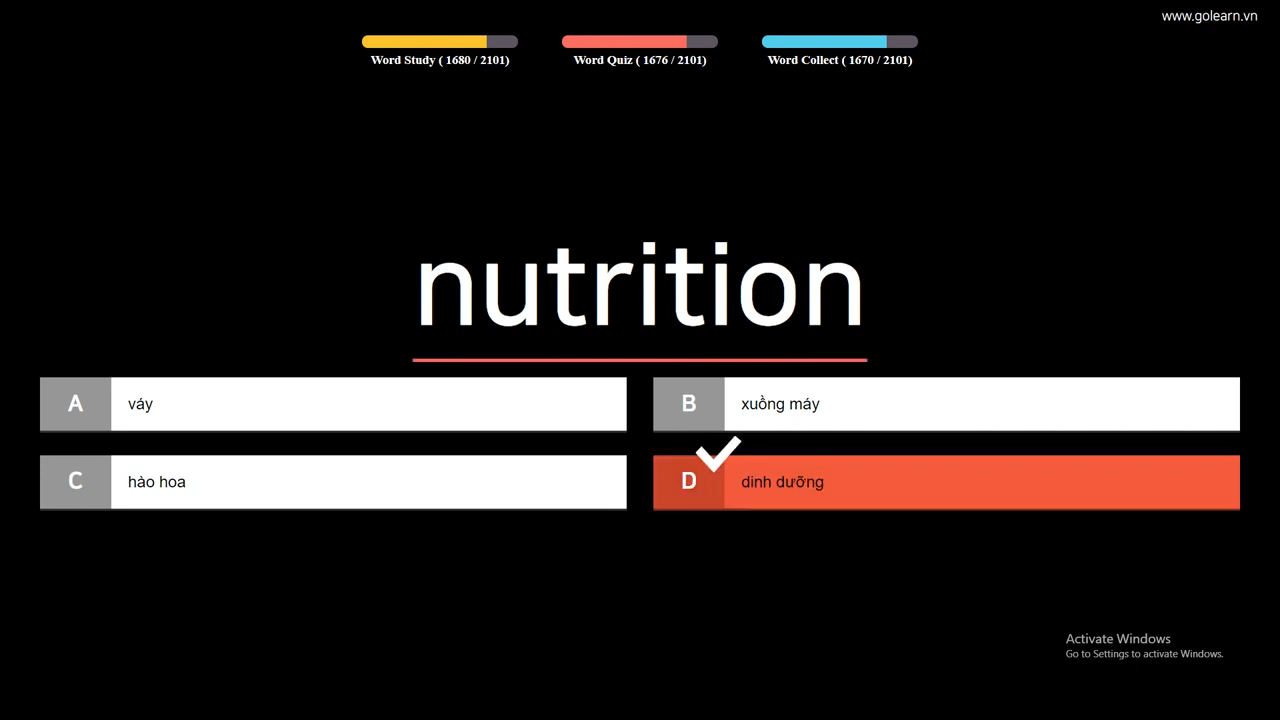 www.golearn.vn
Word Study ( 1680 / 2101)
Word Quiz ( 1676 / 2101)
Word Collect ( 1670 / 2101)
nutrition
A váy
B xuồng máy
C hào hoa
D dinh dưỡng
Activate Windows
Go to Settings to activate Windows.